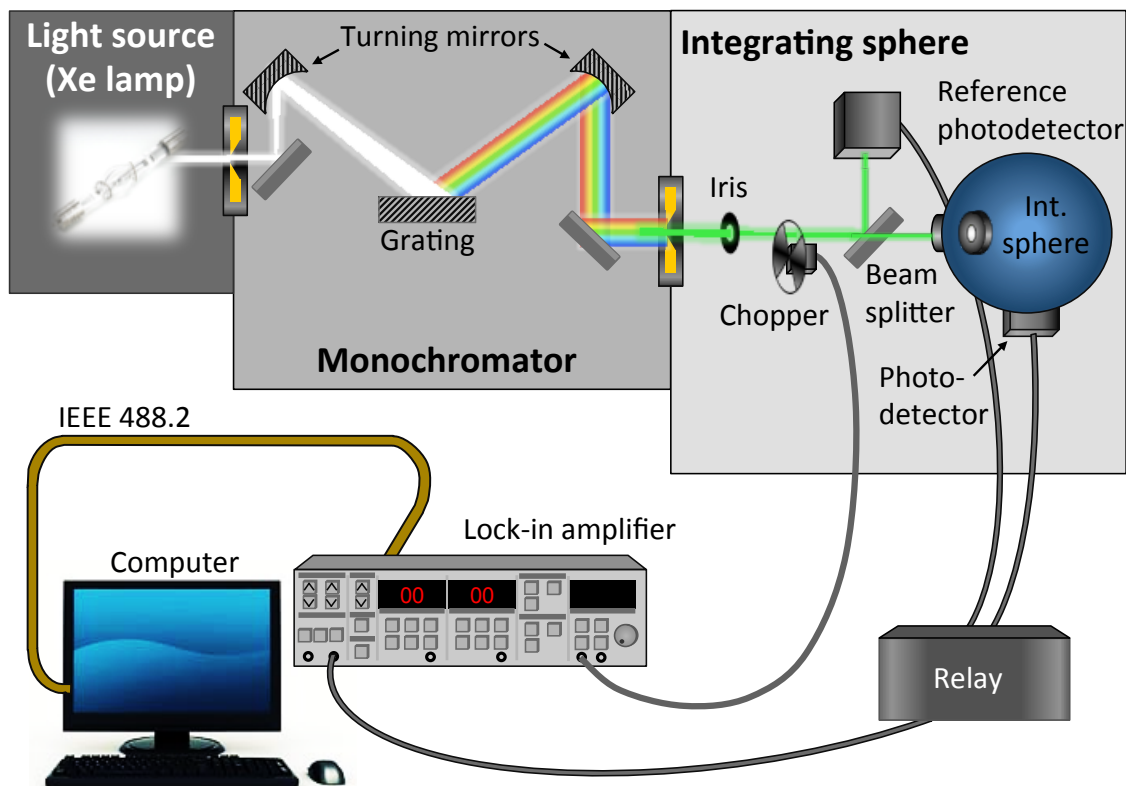 Light source
(Xe lamp)
Turning mirrors
Integrating sphere
Reference
photodetector
Grating
Iris
Int.
sphere
Chopper
Beam
splitter
Monochromator
Photo-
detector
IEEE 488.2
Lock-in amplifier
Computer
00 00
Relay